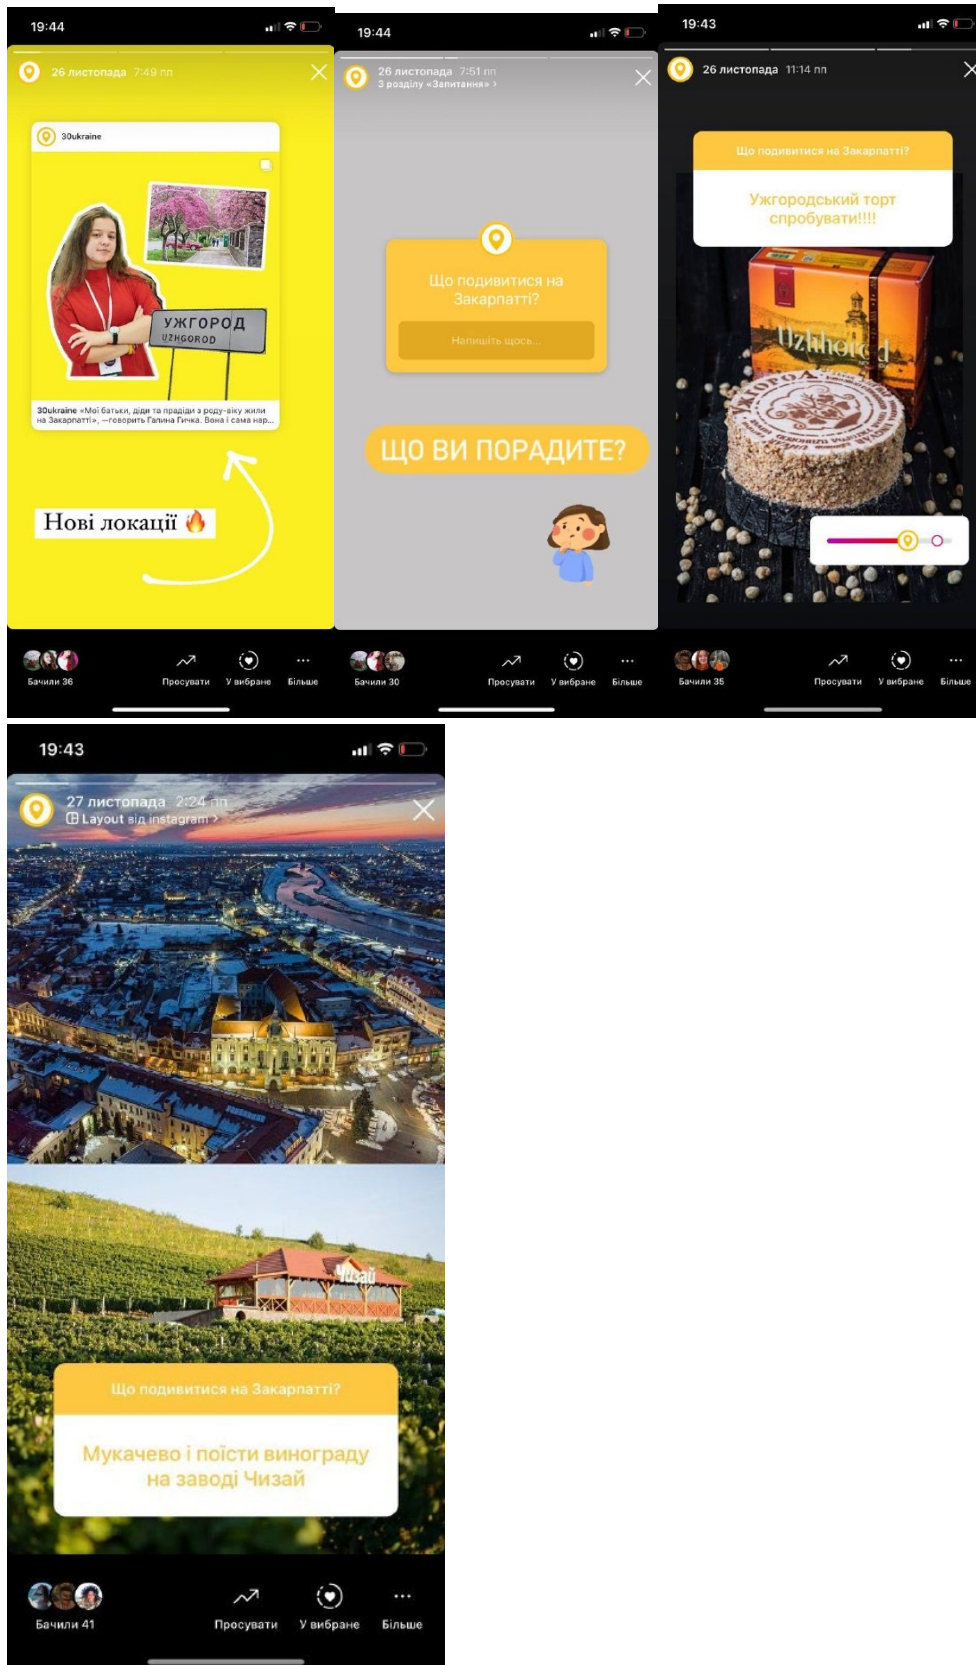 19:44
26 листопада 7:49 пп
30ukraine
УЖГОРОД
UZHGOROD
30ukraine «Мої батьки, діди та прадіди з роду-віку жили
на Закарпатті», —говорить Галина Гичка. Вона і сама нар...
Нові локації
Бачили 36
Просувати
У вибране
Більше
19:44
26 листопада 7:51 пп
З розділу «Запитання» >
Що подивитися на
Закарпатті?
Напишіть щось...
ЩО ВИ ПОРАДИТЕ?
Бачили 30
Просувати
У вибране
Більше
19:43
26 листопада 11:14 пп
Що подивитися на Закарпатті?
Ужгородський торт
спробувати!!!!
Uzhhorod
Бачили 35
Просувати
У вибране
Більше
19:43
27 листопада 2:24 пп
Layout від instagram >
Чизай
Що подивитися на Закарпатті?
Мукачево і поїсти винограду
на заводі Чизай
Бачили 41
Просувати
У вибране
Більше